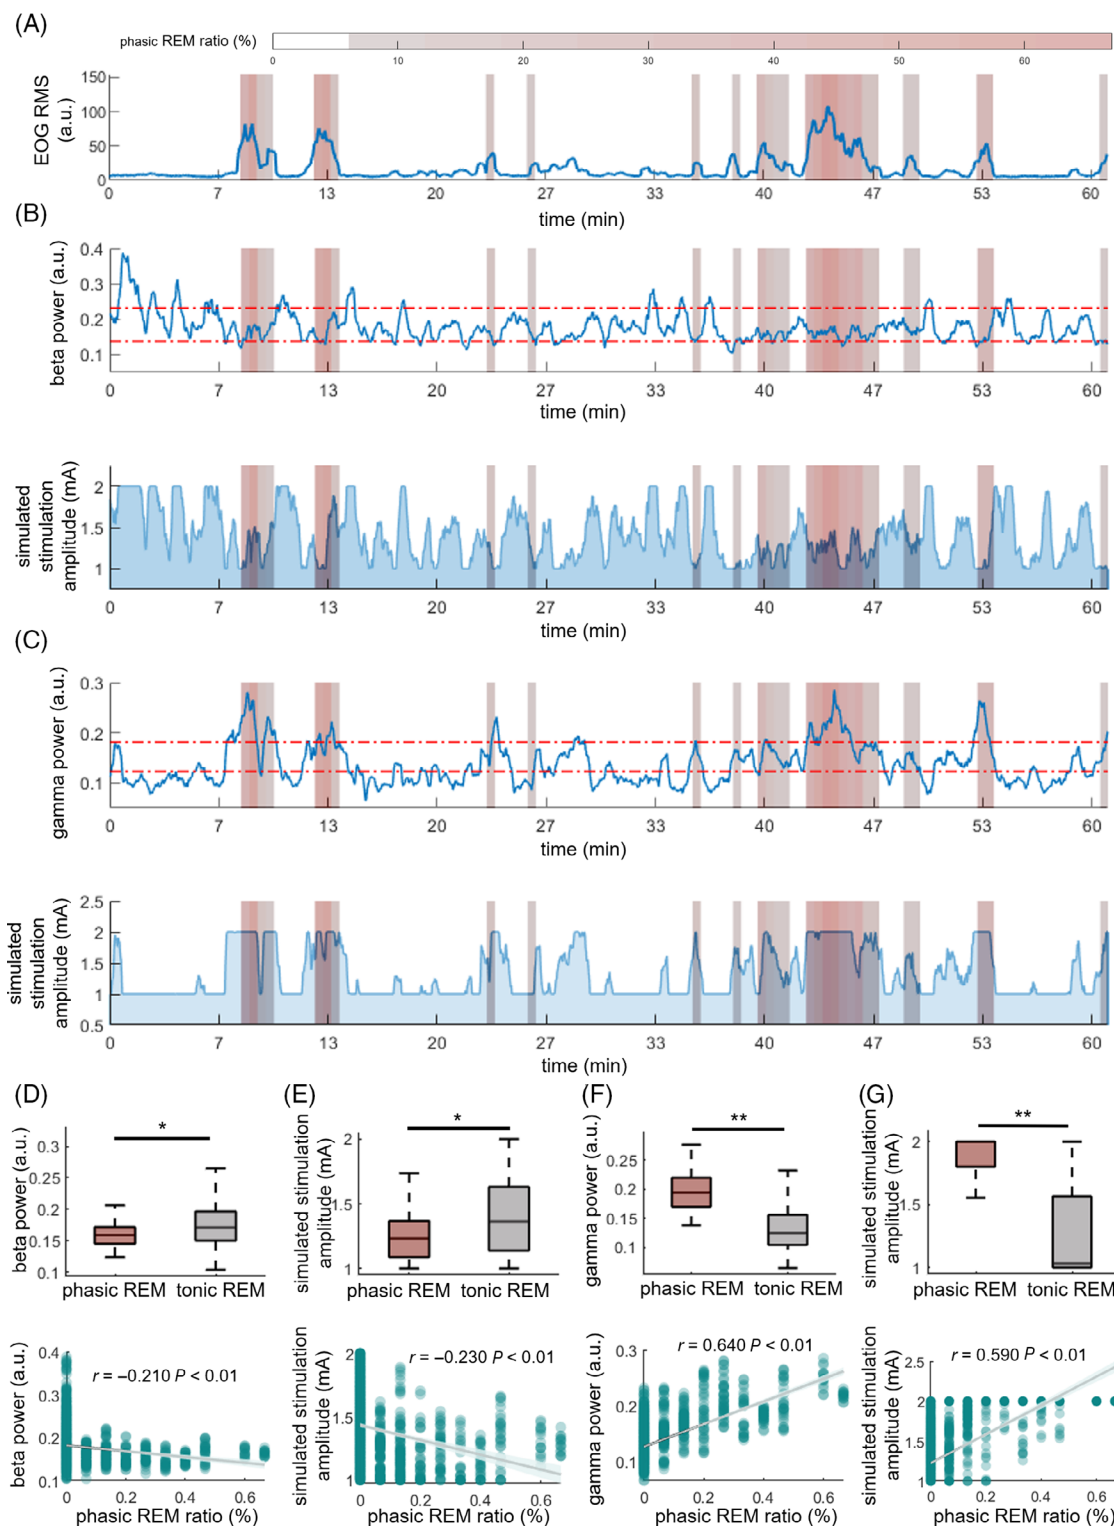 (A)
phasic REM ratio (%)
0 10 20 30 40 50 60
EOG RMS
(a.u.)
150
100
50
0
0 7 13 20 27 33 40 47 53 60
time (min)
(B)
beta power (a.u.)
0.4
0.3
0.2
0.1
0 7 13 20 27 33 40 47 53 60
time (min)
simulated
stimulation
amplitude (mA)
2
1.5
1
0 7 13 20 27 33 40 47 53 60
time (min)
(C)
gamma power (a.u.)
0.3
0.2
0.1
0 7 13 20 27 33 40 47 53 60
time (min)
simulated
stimulation
amplitude (mA)
2.5
2
1.5
1
0.5
0 7 13 20 27 33 40 47 53 60
time (min)
(D)
beta power (a.u.)
0.3
0.25
0.2
0.15
0.1
*
phasic REM tonic REM
beta power (a.u.)
0.4
0.3
0.2
0.1
r = −0.210 P < 0.01
0 0.2 0.4 0.6
phasic REM ratio (%)
(E)
simulated stimulation
amplitude (mA)
2
1.5
1
*
phasic REM tonic REM
simulated stimulation
amplitude (mA)
2
1.5
1
r = −0.230 P < 0.01
0 0.2 0.4 0.6
phasic REM ratio (%)
(F)
gamma power (a.u.)
0.25
0.2
0.15
0.1
**
phasic REM tonic REM
gamma power (a.u.)
0.3
0.2
0.1
r = 0.640 P < 0.01
0 0.2 0.4 0.6
phasic REM ratio (%)
(G)
simulated stimulation
amplitude (mA)
2
1.5
1
**
phasic REM tonic REM
simulated stimulation
amplitude (mA)
2.5
2
1.5
1
r = 0.590 P < 0.01
0 0.2 0.4 0.6
phasic REM ratio (%)